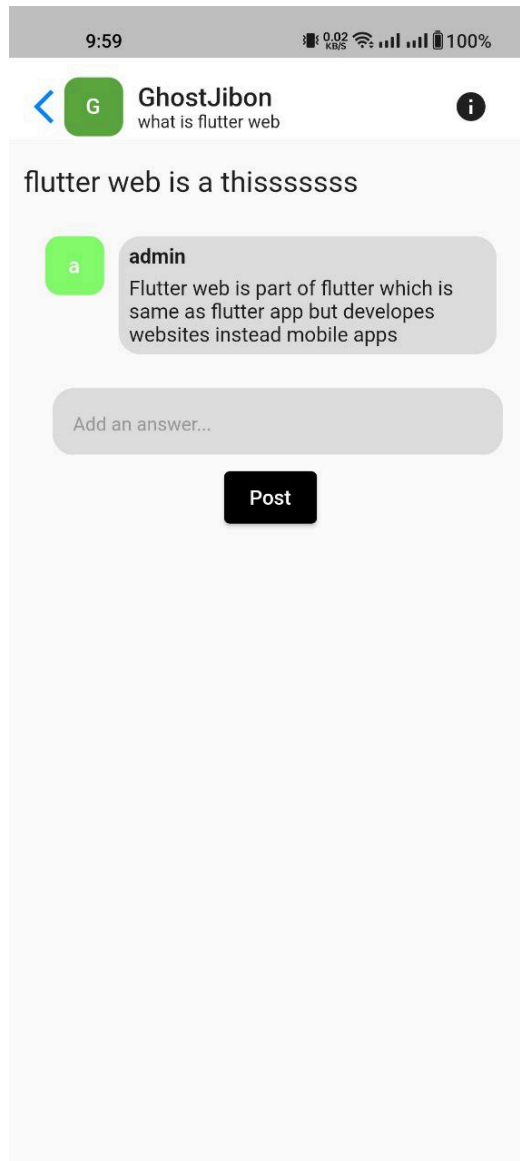 9:59
0.02
KB/S
100%
G
GhostJibon
what is flutter web
flutter web is a thisssssss
a
admin
Flutter web is part of flutter which is
same as flutter app but developes
websites instead mobile apps
Add an answer...
Post